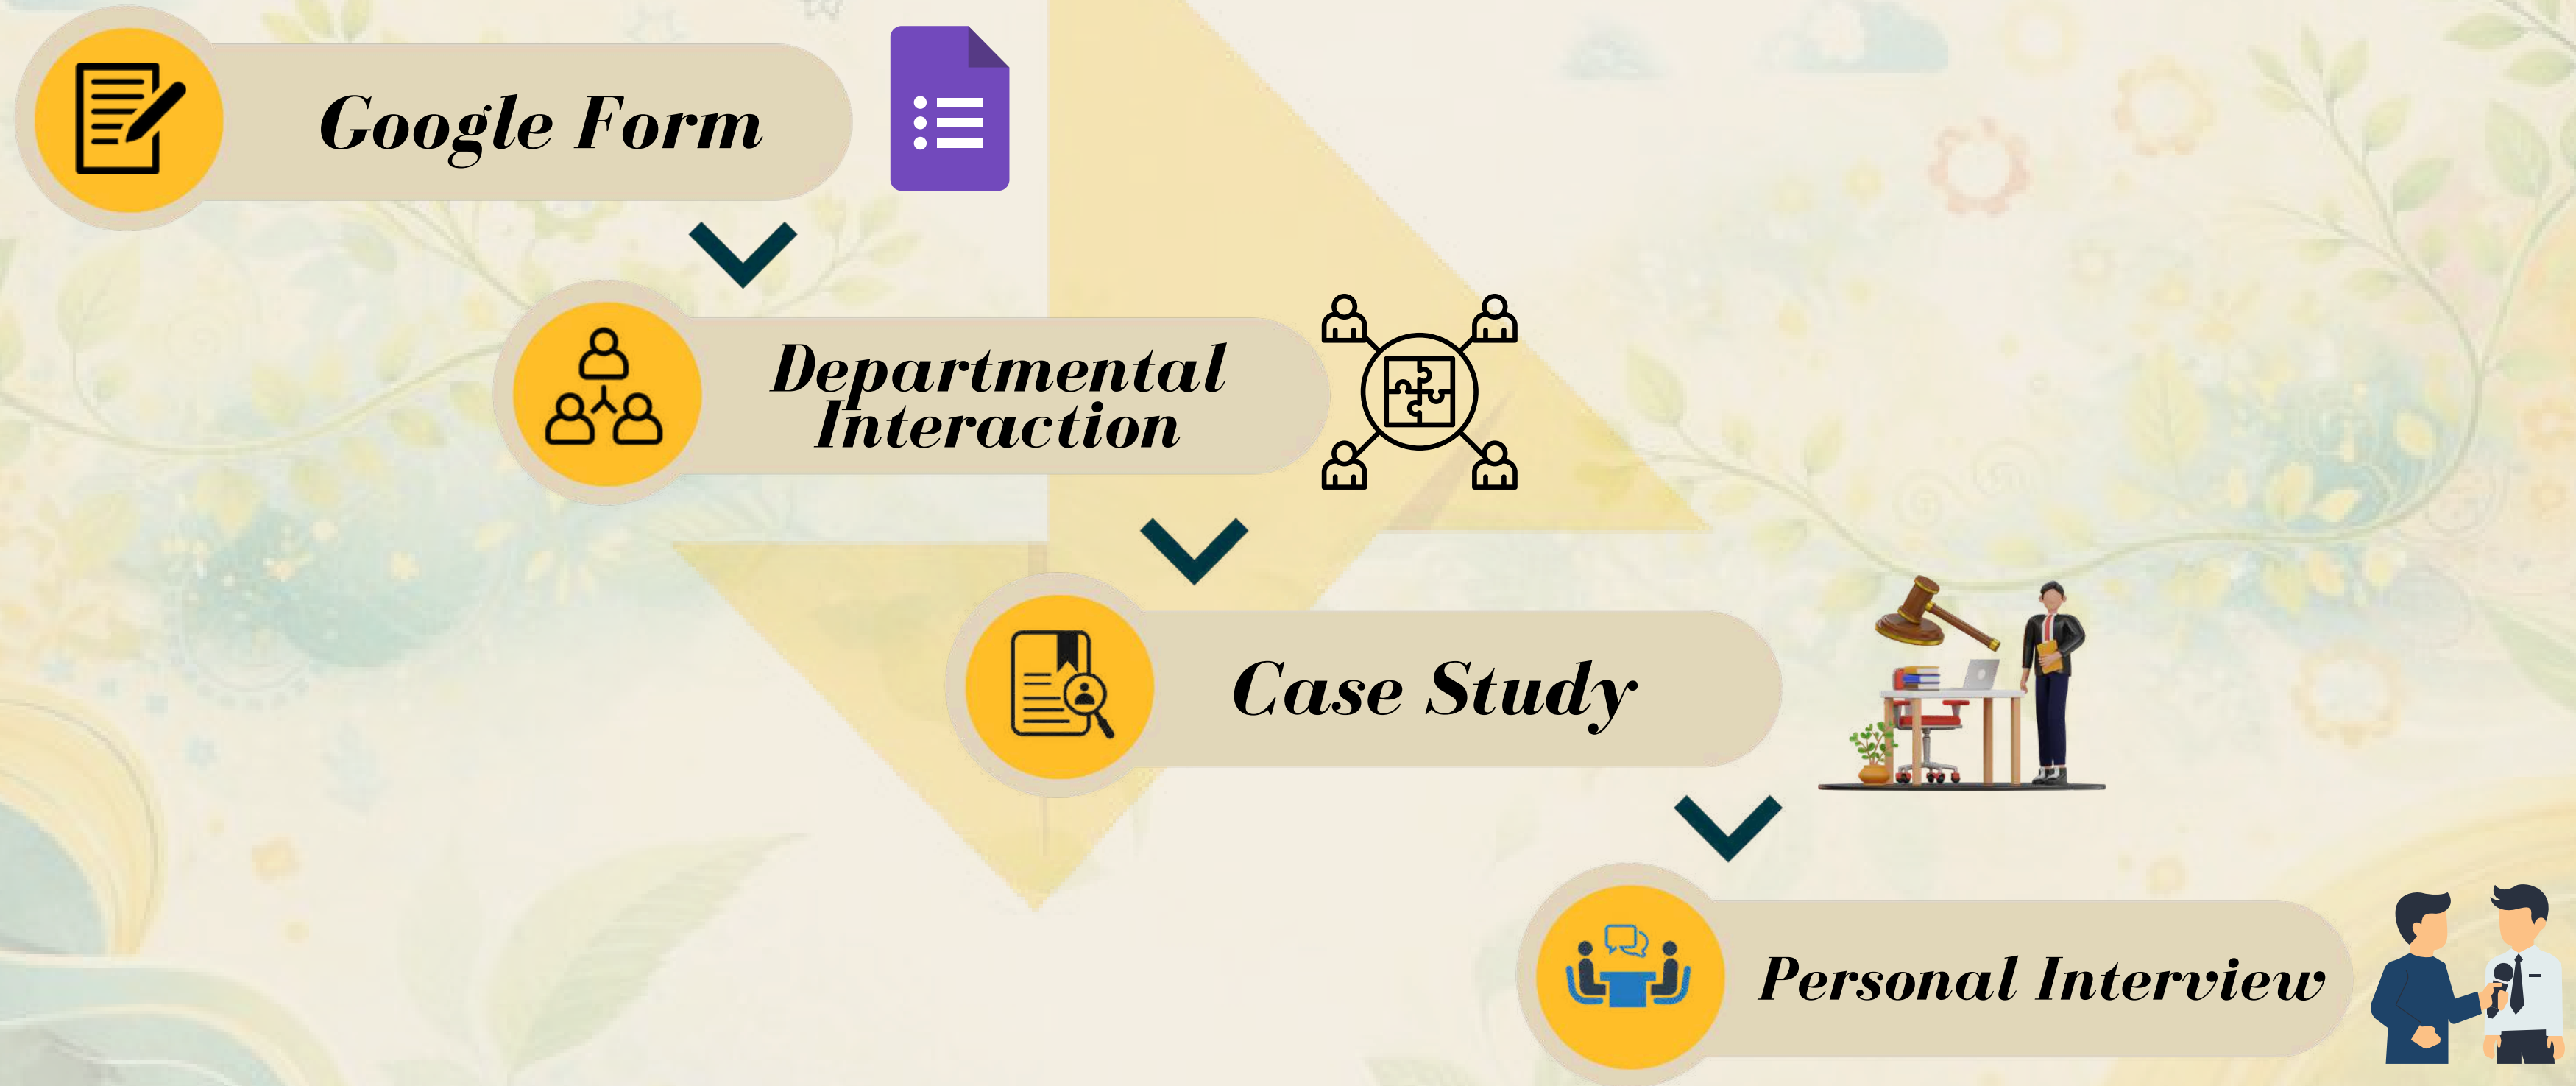 Google Form
Departmental
Interaction
Case Study
Personal Interview